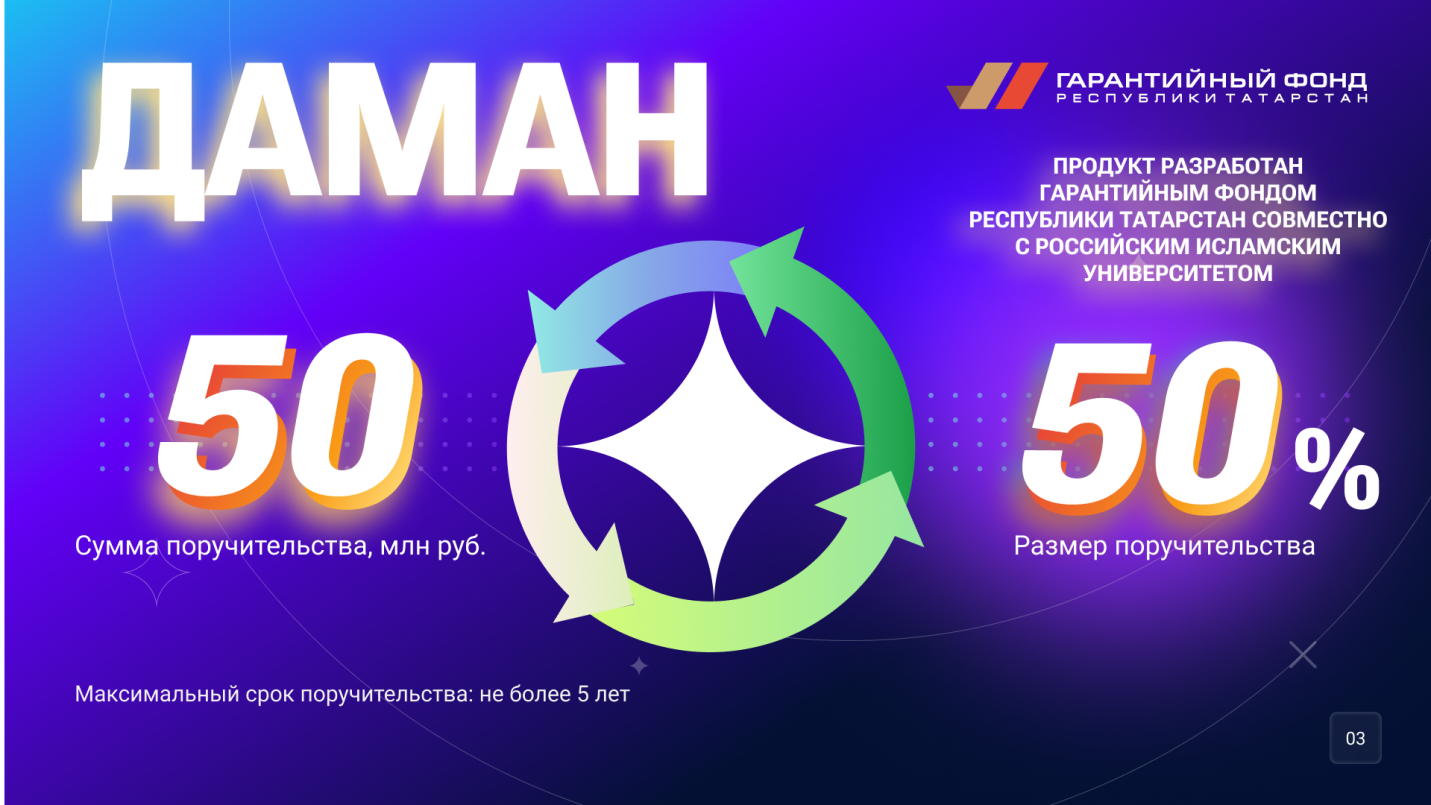 ДАМАН
ГАРАНТИЙНЫЙ ФОНД
РЕСПУБЛИКИ ТАТАРСТАН
ПРОДУКТ РАЗРАБОТАН
ГАРАНТИЙНЫМ ФОНДОМ
РЕСПУБЛИКИ ТАТАРСТАН СОВМЕСТНО
С РОССИЙСКИМ ИСЛАМСКИМ
УНИВЕРСИТЕТОМ
50
Сумма поручительства, млн руб.
50%
Размер поручительства
Максимальный срок поручительства: не более 5 лет
03